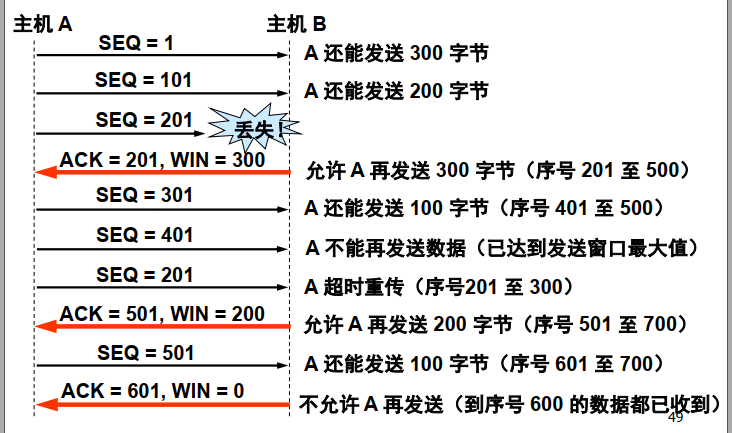 主机 A 主机 B
SEQ = 1 A 还能发送 300 字节
SEQ = 101 A 还能发送 200 字节
SEQ = 201 丢失!
ACK = 201, WIN = 300 允许 A 再发送 300 字节（序号 201 至 500）
SEQ = 301 A 还能发送 100 字节（序号 401 至 500）
SEQ = 401 A 不能再发送数据（已达到发送窗口最大值）
SEQ = 201 A 超时重传（序号201 至 300）
ACK = 501, WIN = 200 允许 A 再发送 200 字节（序号 501 至 700）
SEQ = 501 A 还能发送 100 字节（序号 601 至 700）
ACK = 601, WIN = 0 不允许 A 再发送（到序号 600 的数据都已收到）
49